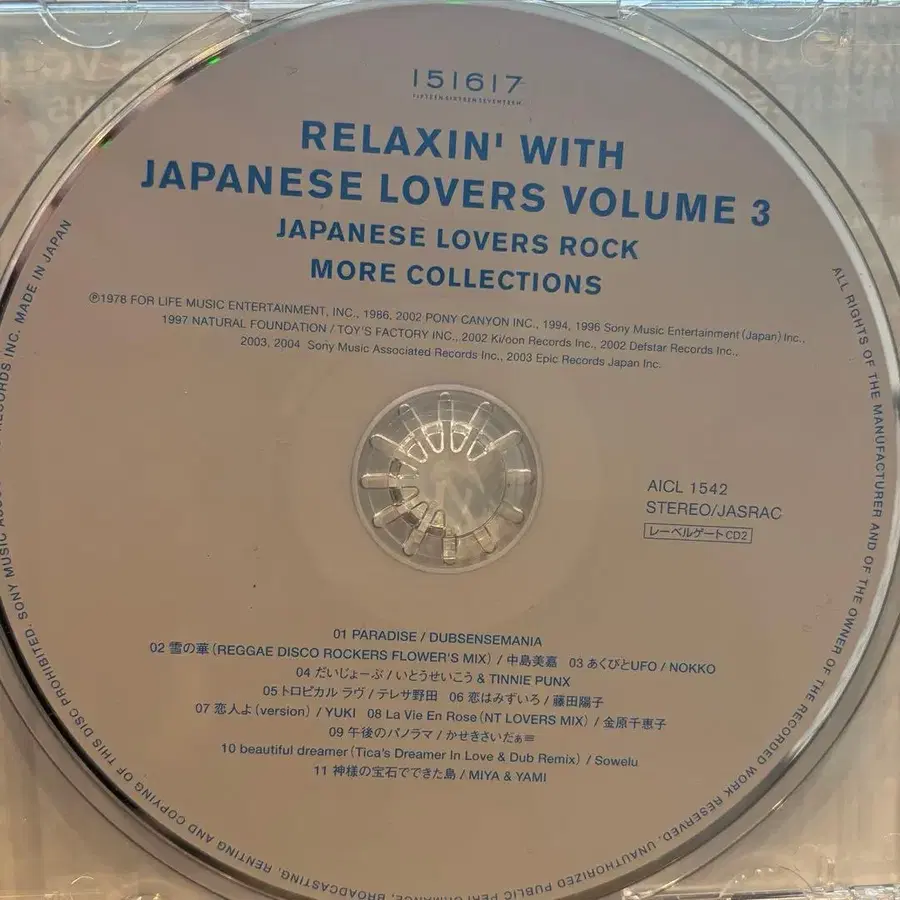 151617
FIFTEEN SIXTEEN SEVENTEEN
RELAXIN' WITH
JAPANESE LOVERS VOLUME 3
JAPANESE LOVERS ROCK
MORE COLLECTIONS
℗1978 FOR LIFE MUSIC ENTERTAINMENT, INC., 1986, 2002 PONY CANYON INC., 1994, 1996 Sony Music Entertainment(Japan)Inc.,
1997 NATURAL FOUNDATION / TOY'S FACTORY INC.,2002 Ki/oon Records Inc., 2002 Defstar Records Inc.,
2003, 2004 Sony Music Associated Records Inc., 2003 Epic Records Japan Inc.
AICL 1542
STEREO/JASRAC
レーベルゲートCD2
01 PARADISE / DUBSENSEMANIA
02 雪の華(REGGAE DISCO ROCKERS FLOWER'S MIX) / 中島美嘉 03 あくびとUFO / NOKKO
04 だいじょーぶ / いとうせいこう & TINNIE PUNX
05 トロピカル ラヴ / テレサ野田 06 恋はみずいろ / 藤田陽子
07 恋人よ(version) / YUKI 08 La Vie En Rose(NT LOVERS MIX) / 金原千恵子
09 午後のパノラマ / かせきさいだぁ≡
10 beautiful dreamer(Tica's Dreamer In Love & Dub Remix) / Sowelu
11 神様の宝石でできた島 / MIYA & YAMI
ALL RIGHTS OF THE MANUFACTURER AND OF THE OWNER OF THE RECORDED WORK RESERVED. UNAUTHORIZED PUBLIC PERFORMANCE, BROADCASTING, RENTING AND COPYING OF THIS DISC PROHIBITED. SONY MUSIC RECORDS INC. MADE IN JAPAN